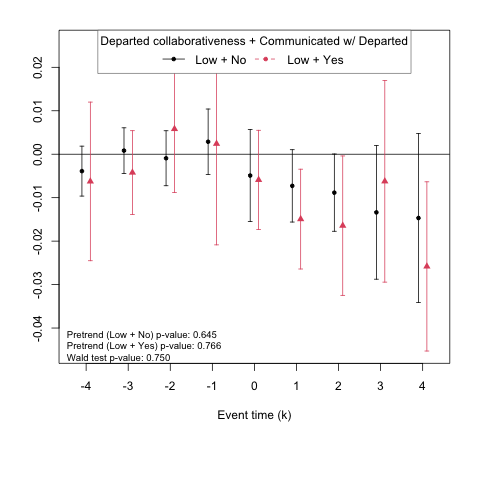 Departed collaborativeness + Communicated w/ Departed
Low + No Low + Yes
0.02
0.01
0.00
-0.01
-0.02
-0.03
-0.04
Pretrend (Low + No) p-value: 0.645
Pretrend (Low + Yes) p-value: 0.766
Wald test p-value: 0.750
-4 -3 -2 -1 0 1 2 3 4
Event time (k)